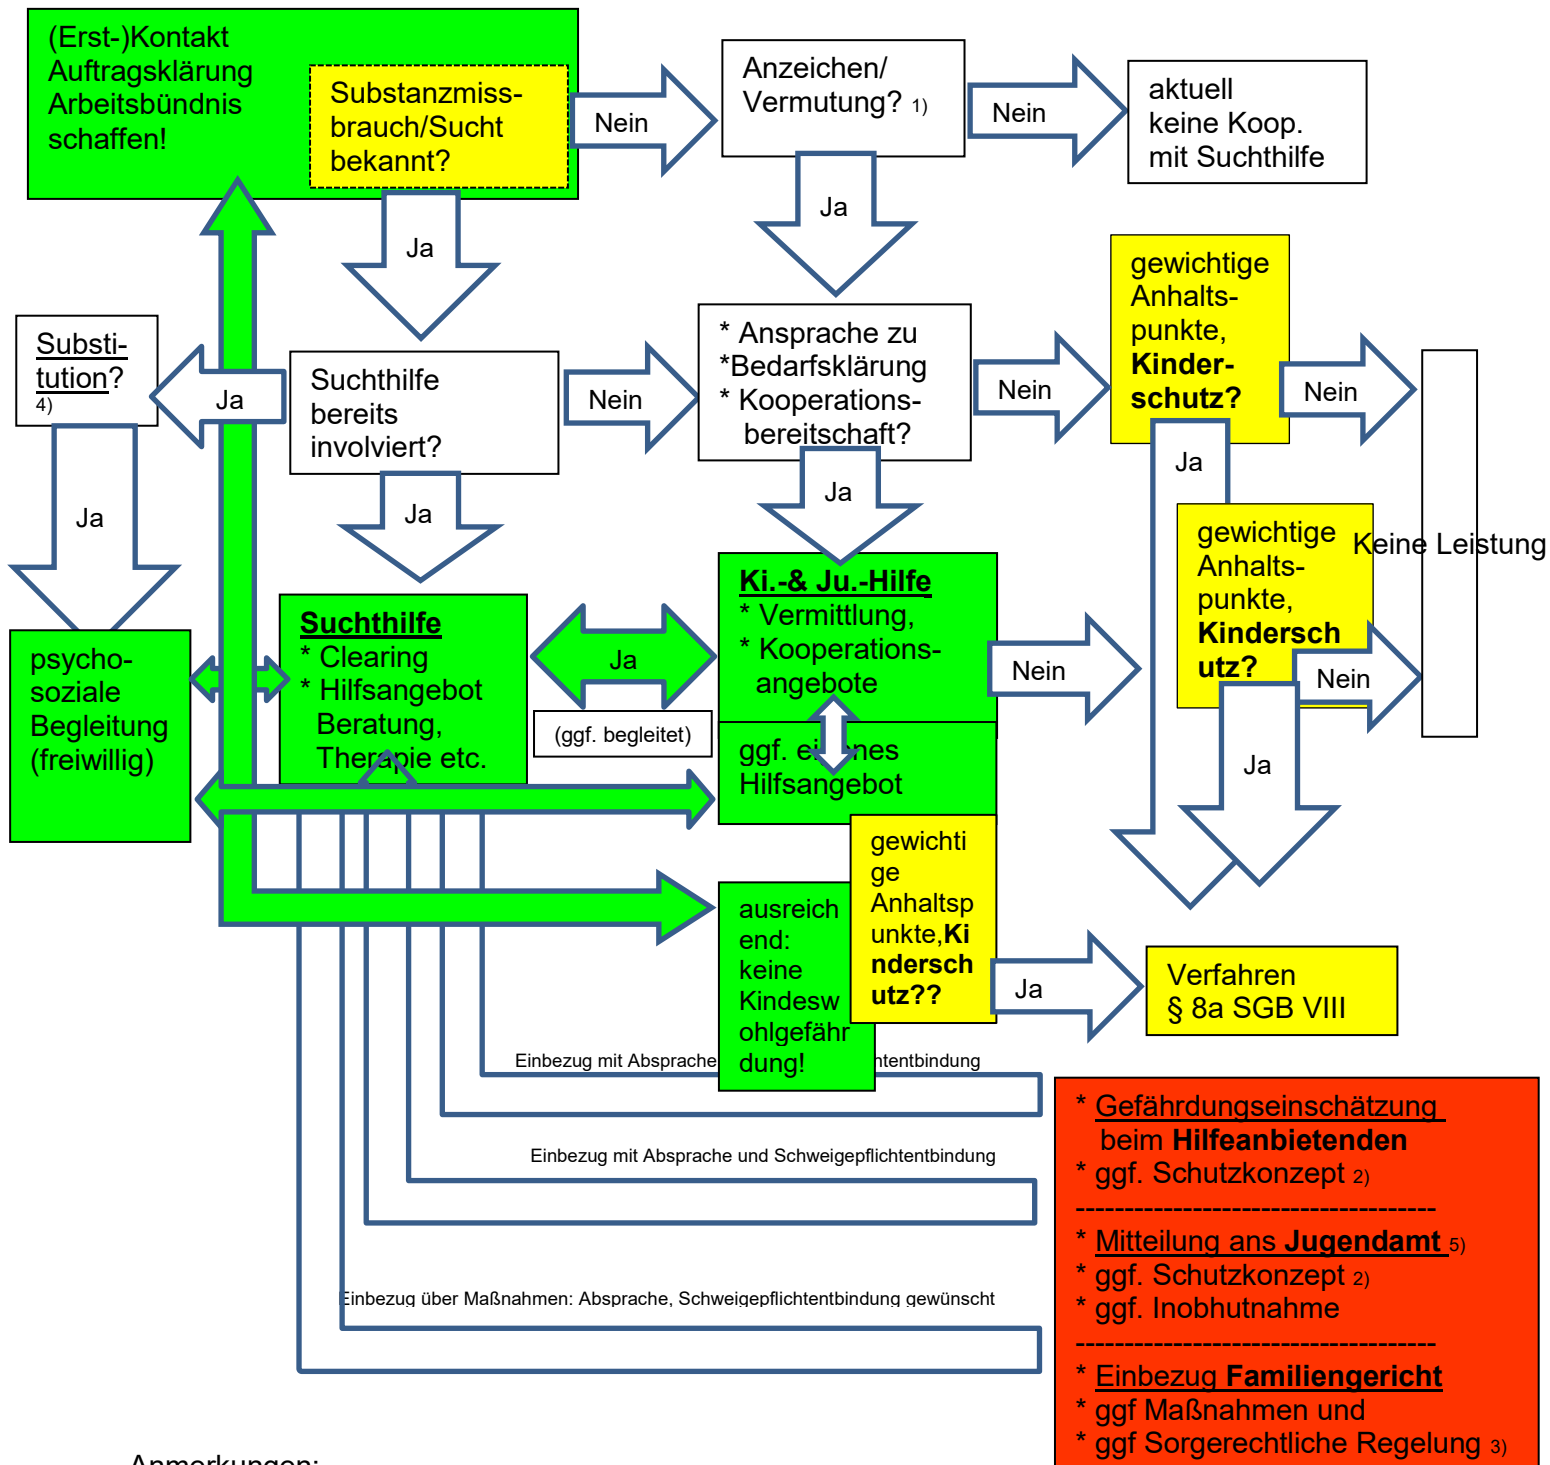 (Erst-)Kontakt
Auftragsklärung
Arbeitsbündnis
schaffen!
Substanzmiss-
brauch/Sucht
bekannt?
Nein
Anzeichen/
Vermutung? 1)
Nein
aktuell
keine Koop.
mit Suchthilfe
Ja
Ja
Substi-
tution?
4)
Ja
Suchthilfe
bereits
involviert?
Nein
* Ansprache zu
*Bedarfsklärung
* Kooperations-
bereitschaft?
Nein
gewichtige
Anhalts-
punkte,
Kinder-
schutz?
Nein
Keine Leistung
Ja
Ja
Ja
Ja
gewichtige
Anhalts-
punkte,
Kindersch
utz?
Nein
Ja
psycho-
soziale
Begleitung
(freiwillig)
Suchthilfe
* Clearing
* Hilfsangebot
Beratung,
Therapie etc.
Ja
(ggf. begleitet)
Ki.-& Ju.-Hilfe
* Vermittlung,
* Kooperations-
angebote
Nein
ggf. eigenes
Hilfsangebot
ausreich
end:
keine
Kindesw
ohlgefähr
dung!
gewichti
ge
Anhaltsp
unkte,Ki
ndersch
utz??
Ja
Verfahren
§ 8a SGB VIII
Einbezug mit Absprache ntentbindung
Einbezug mit Absprache und Schweigepflichtentbindung
Einbezug über Maßnahmen: Absprache, Schweigepflichtentbindung gewünscht
* Gefährdungseinschätzung
beim Hilfeanbietenden
* ggf. Schutzkonzept 2)
-------------------------------------
* Mitteilung ans Jugendamt 5)
* ggf. Schutzkonzept 2)
* ggf. Inobhutnahme
-------------------------------------
* Einbezug Familiengericht
* ggf Maßnahmen und
* ggf Sorgerechtliche Regelung 3)
Anmerkungen: